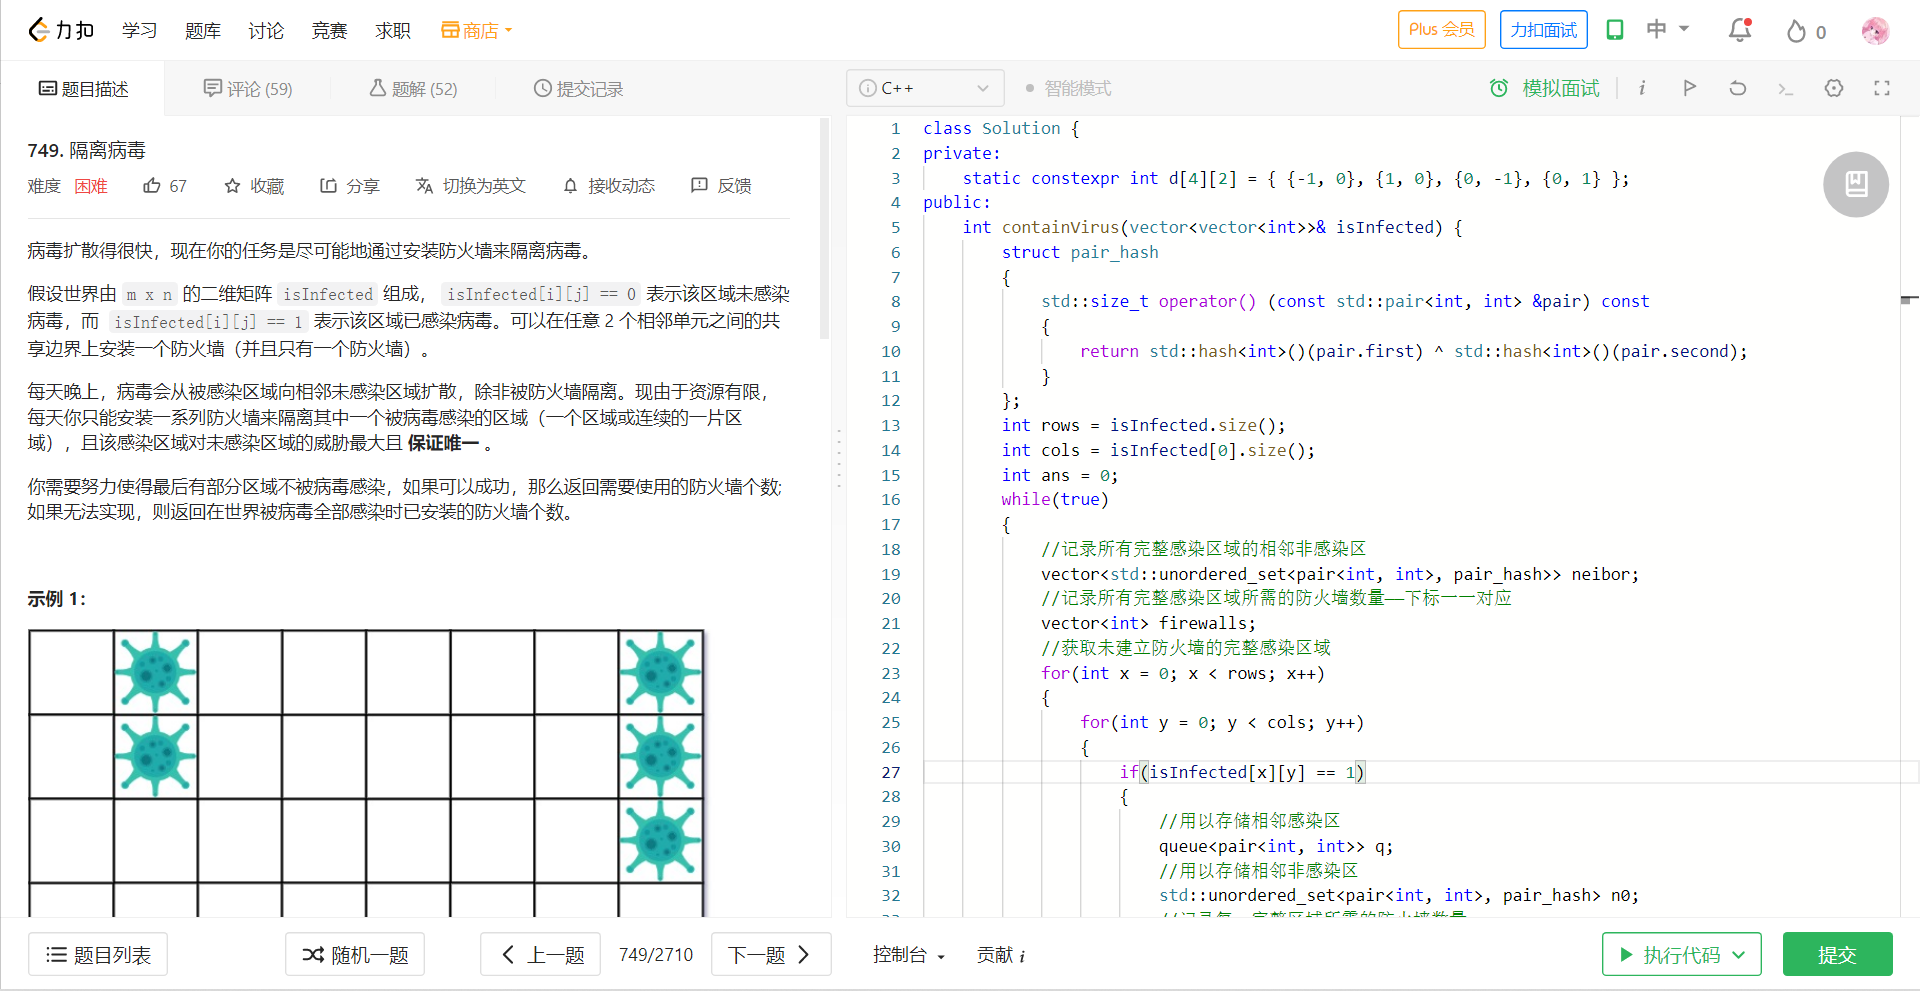 力扣 学习 题库 讨论 竞赛 求职 商店 Plus 会员 力扣面试 中 0
题目描述 评论 (59) 题解 (52) 提交记录
C++ 智能模式 模拟面试 i
749. 隔离病毒
难度 困难 67 收藏 分享 切换为英文 接收动态 反馈
病毒扩散得很快，现在你的任务是尽可能地通过安装防火墙来隔离病毒。
假设世界由 m x n 的二维矩阵 isInfected 组成， isInfected[i][j] == 0 表示该区域未感染
病毒，而 isInfected[i][j] == 1 表示该区域已感染病毒。可以在任意 2 个相邻单元之间的共
享边界上安装一个防火墙（并且只有一个防火墙）。
每天晚上，病毒会从被感染区域向相邻未感染区域扩散，除非被防火墙隔离。现由于资源有限，
每天你只能安装一系列防火墙来隔离其中一个被病毒感染的区域（一个区域或连续的一片区
域），且该感染区域对未感染区域的威胁最大且 保证唯一 。
你需要努力使得最后有部分区域不被病毒感染，如果可以成功，那么返回需要使用的防火墙个数;
如果无法实现，则返回在世界被病毒全部感染时已安装的防火墙个数。
示例 1：
1 class Solution {
2 private:
3 static constexpr int d[4][2] = { {-1, 0}, {1, 0}, {0, -1}, {0, 1} };
4 public:
5 int containVirus(vector<vector<int>>& isInfected) {
6 struct pair_hash
7 {
8 std::size_t operator() (const std::pair<int, int> &pair) const
9 {
10 return std::hash<int>()(pair.first) ^ std::hash<int>()(pair.second);
11 }
12 };
13 int rows = isInfected.size();
14 int cols = isInfected[0].size();
15 int ans = 0;
16 while(true)
17 {
18 //记录所有完整感染区域的相邻非感染区
19 vector<std::unordered_set<pair<int, int>, pair_hash>> neibor;
20 //记录所有完整感染区域所需的防火墙数量——下标一一对应
21 vector<int> firewalls;
22 //获取未建立防火墙的完整感染区域
23 for(int x = 0; x < rows; x++)
24 {
25 for(int y = 0; y < cols; y++)
26 {
27 if(isInfected[x][y] == 1)
28 {
29 //用以存储相邻感染区
30 queue<pair<int, int>> q;
31 //用以存储相邻非感染区
32 std::unordered_set<pair<int, int>, pair_hash> n0;
题目列表 随机一题 上一题 749/2710 下一题 控制台 贡献 i 执行代码 提交